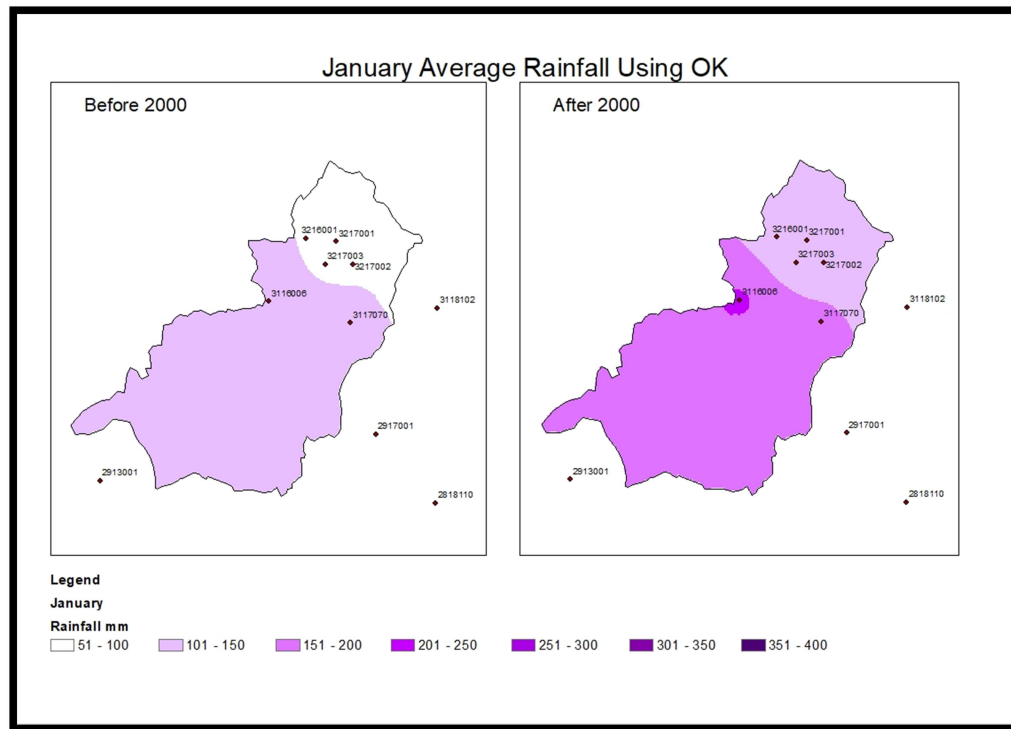 January Average Rainfall Using OK
Before 2000
3216001
3217001
3217003
3217002
3116006
3118102
3117070
2917001
2913001
2818110
After 2000
3216001
3217001
3217003
3217002
3116006
3118102
3117070
2917001
2913001
2818110
Legend
January
Rainfall mm
51 - 100 101 - 150 151 - 200 201 - 250 251 - 300 301 - 350 351 - 400